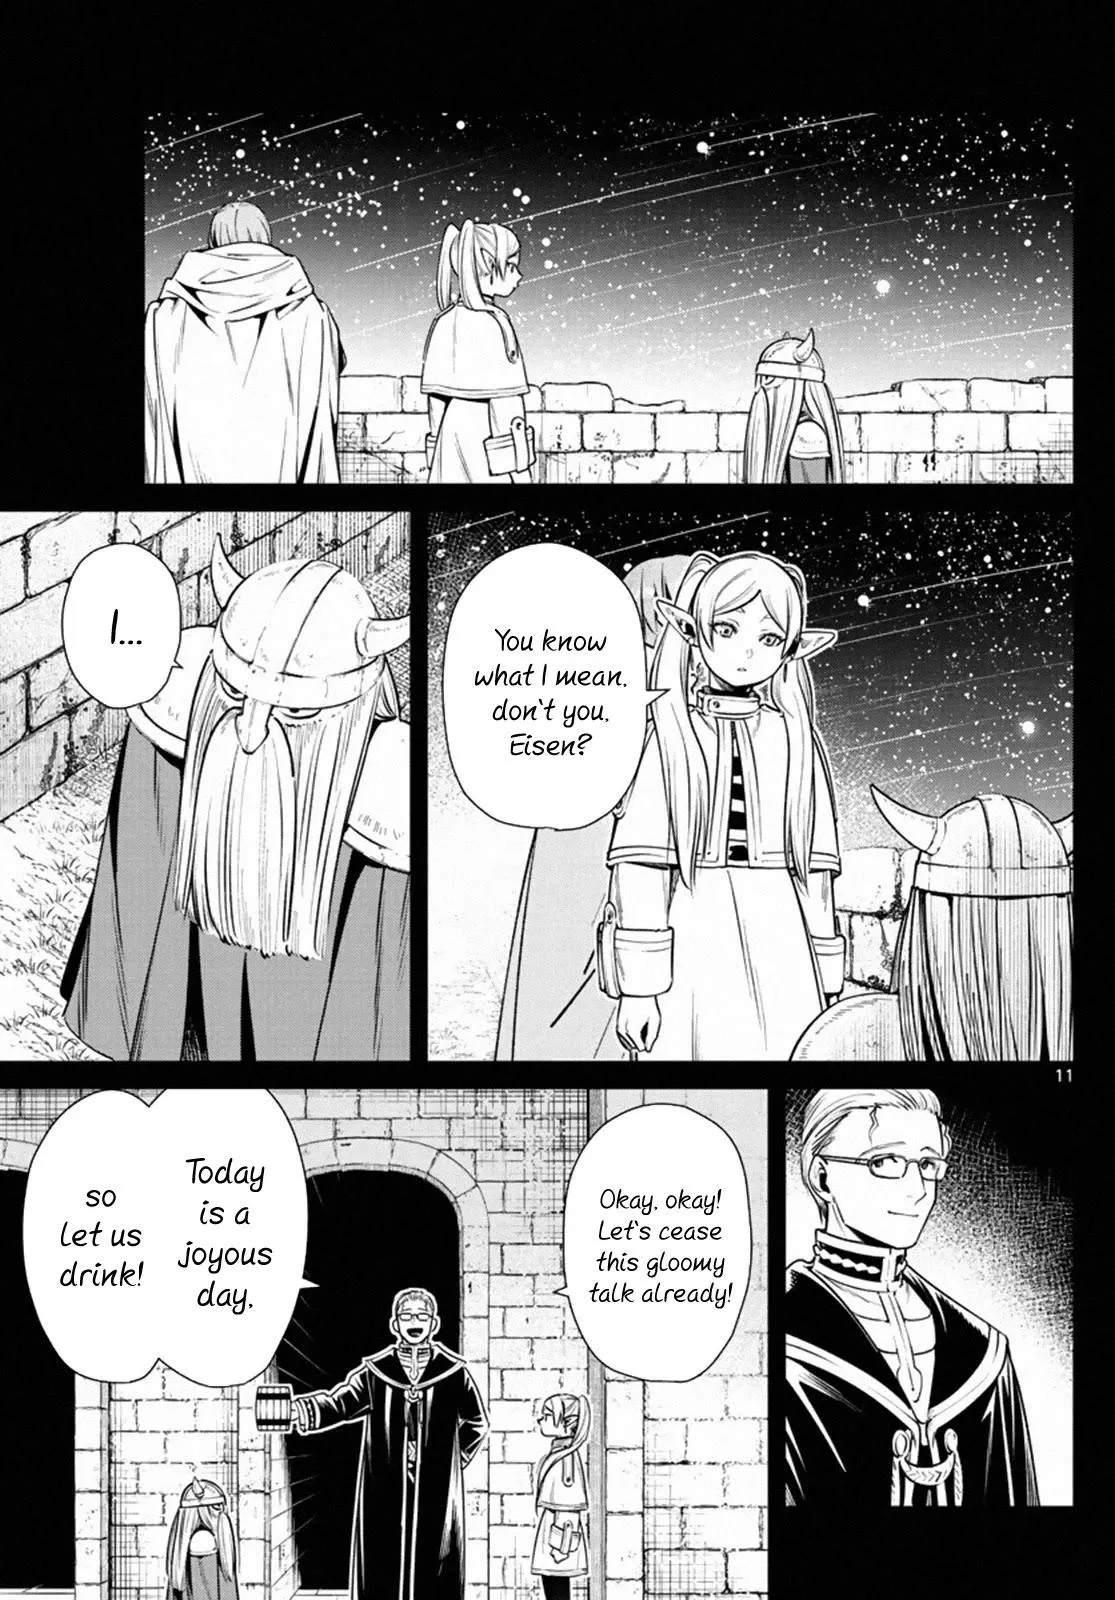 You know
what I mean,
don't you,
Eisen?
I...
11
Okay, okay!
Let's cease
this gloomy
talk already!
Today
is a
joyous
day,
so
let us
drink!